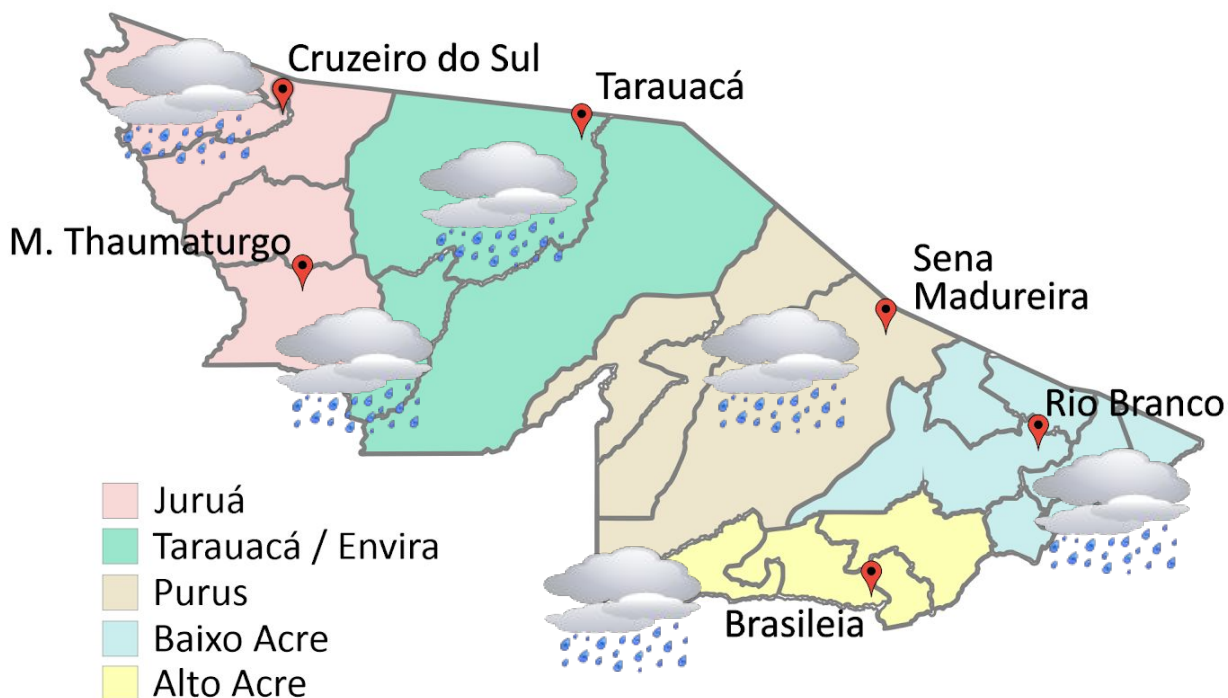 Cruzeiro do Sul
Tarauacá
M. Thaumaturgo
Sena
Madureira
Rio Branco
Brasileia
Juruá
Tarauacá / Envira
Purus
Baixo Acre
Alto Acre